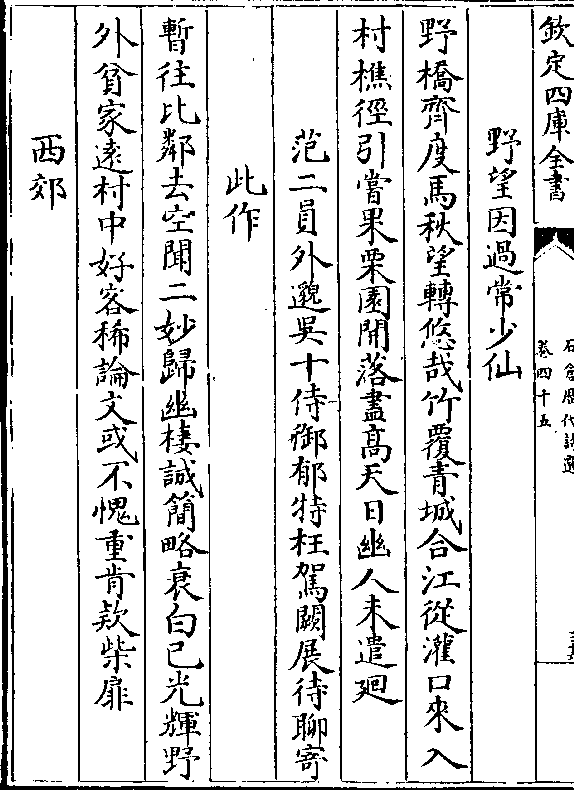 欽定四庫全書
石倉歴代詩選
卷四十五
野望因過常少仙
野橋齊度馬秋望轉悠哉竹覆青城合江從灌口來入
村樵徑引嘗果栗園開落盡髙天日幽人未遣廻
范二員外邈吳十侍御郁特枉駕闕展待聊寄
此作
暫往比鄰去空聞二妙歸幽棲誠簡略衰白已光輝野
外貧家遠村中好客稀論文或不愧重肯欵柴扉
西郊